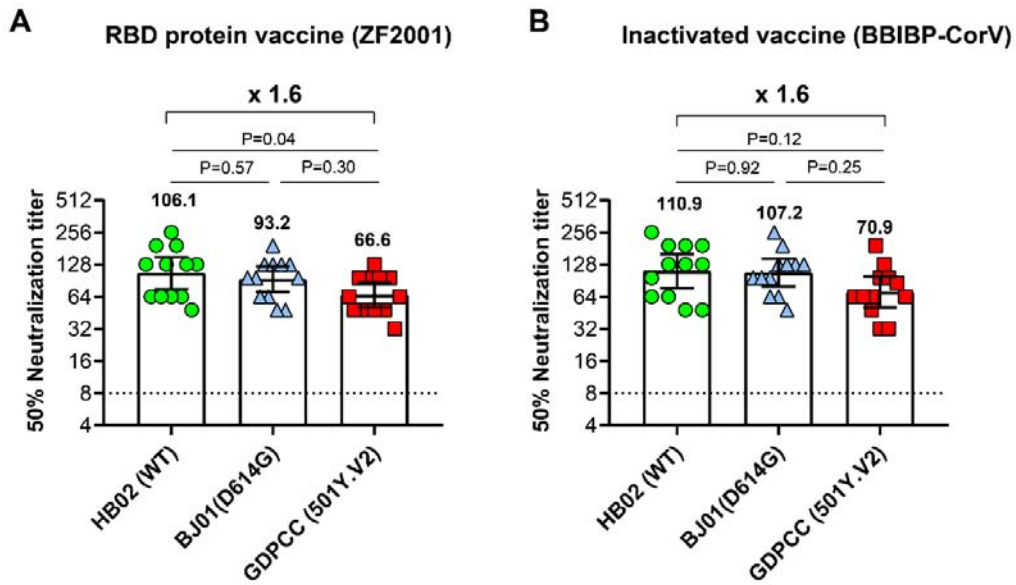 A
RBD protein vaccine (ZF2001)
x 1.6
P=0.04
P=0.57
P=0.30
106.1
93.2
66.6
50% Neutralization titer
512
256
128
64
32
16
8
4
HB02 (WT)
BJ01(D614G)
GDPCC (501Y.V2)
B
Inactivated vaccine (BBIBP-CorV)
x 1.6
P=0.12
P=0.92
P=0.25
110.9
107.2
70.9
50% Neutralization titer
512
256
128
64
32
16
8
4
HB02 (WT)
BJ01(D614G)
GDPCC (501Y.V2)